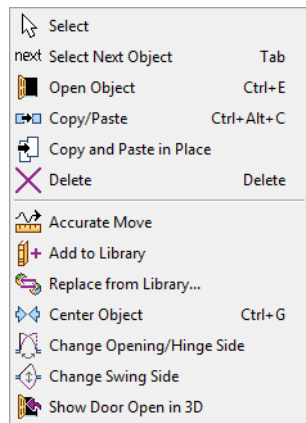 Select
next Select Next Object Tab
Open Object Ctrl+E
Copy/Paste Ctrl+Alt+C
Copy and Paste in Place
Delete Delete
Accurate Move
Add to Library
Replace from Library...
Center Object Ctrl+G
Change Opening/Hinge Side
Change Swing Side
Show Door Open in 3D